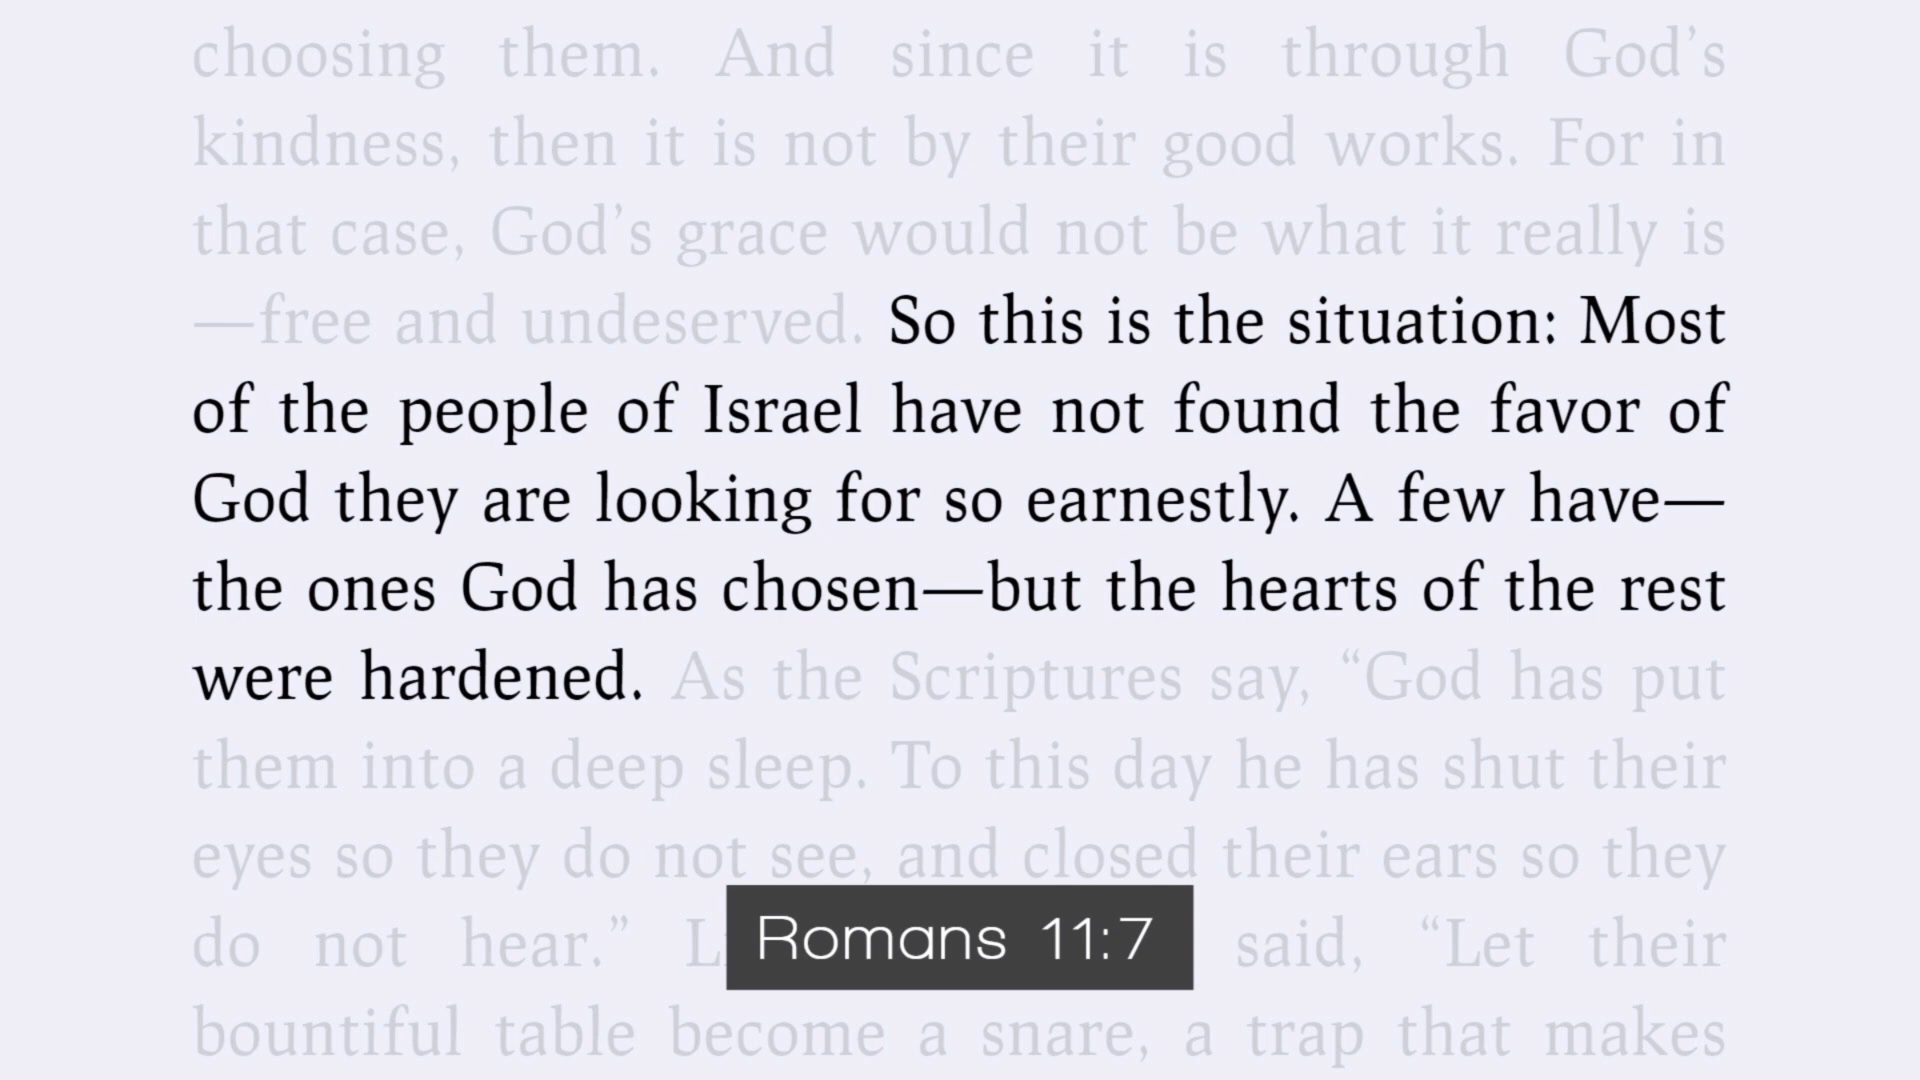 choosing them. And since it is through God’s
kindness, then it is not by their good works. For in
that case, God’s grace would not be what it really is
—free and undeserved. So this is the situation: Most
of the people of Israel have not found the favor of
God they are looking for so earnestly. A few have—
the ones God has chosen—but the hearts of the rest
were hardened. As the Scriptures say, “God has put
them into a deep sleep. To this day he has shut their
eyes so they do not see, and closed their ears so they
do not hear.” said, “Let their
Romans 11:7
bountiful table become a snare, a trap that makes